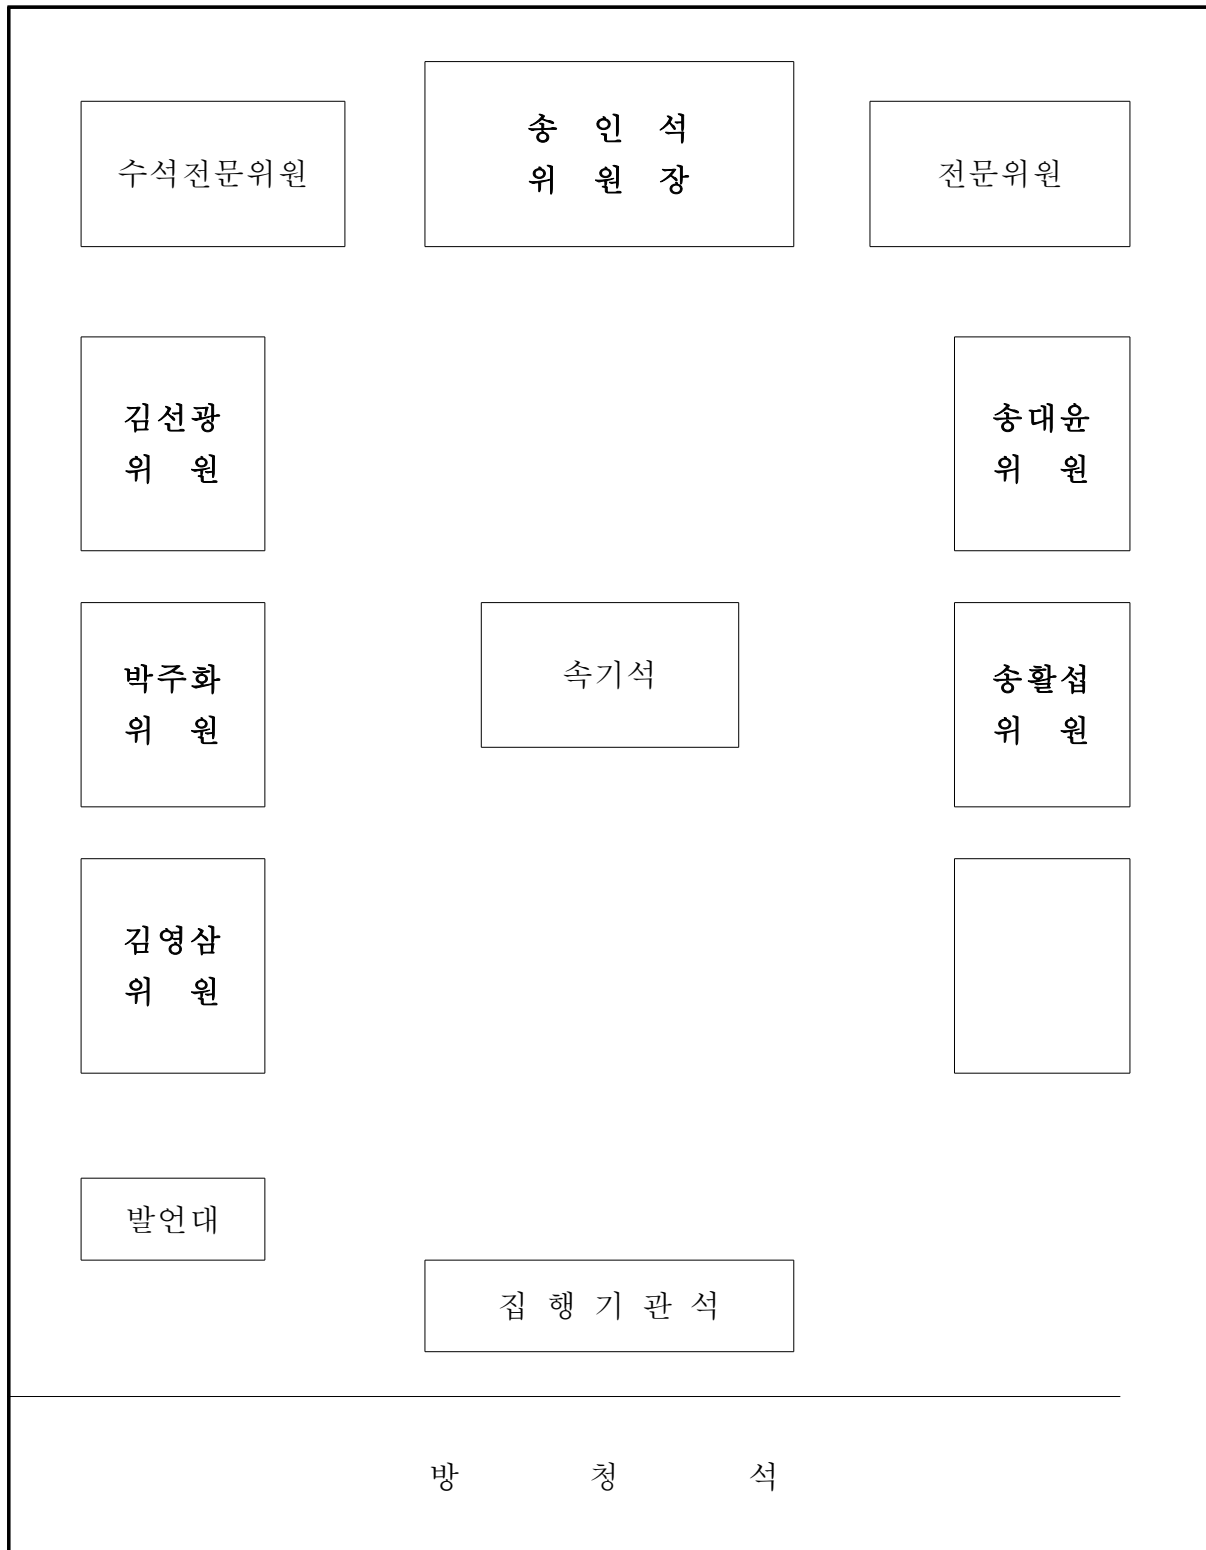 송 인 석
위 원 장
수석전문위원
전문위원
김선광
위 원
송대윤
위 원
박주화
위 원
속기석
송활섭
위 원
김영삼
위 원
발언대
집 행 기 관 석
방 청 석